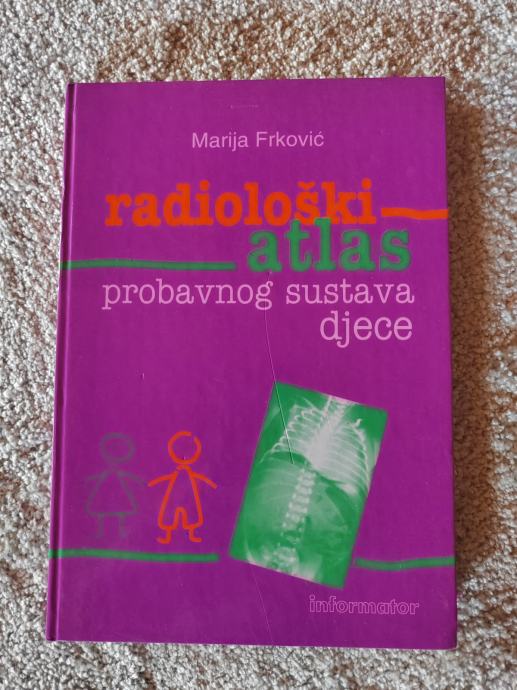 Marija Frković
radiološki
atlas
probavnog sustava
djece
informator